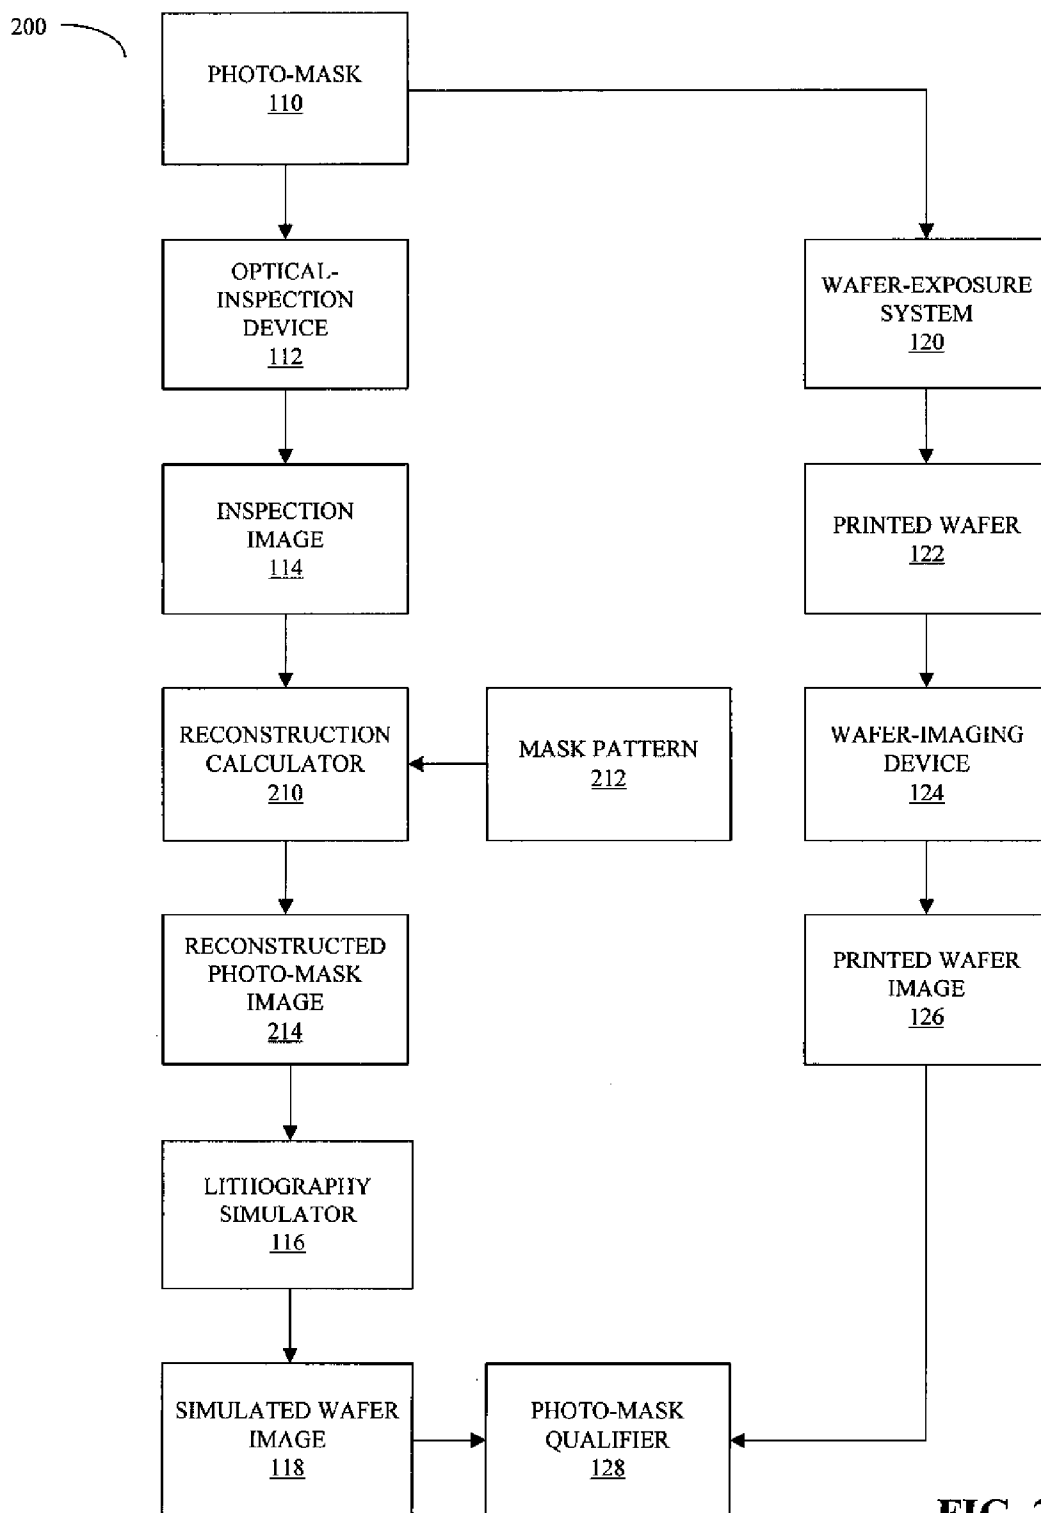 200
PHOTO-MASK
110
OPTICAL-
INSPECTION
DEVICE
112
WAFER-EXPOSURE
SYSTEM
120
INSPECTION
IMAGE
114
PRINTED WAFER
122
RECONSTRUCTION
CALCULATOR
210
MASK PATTERN
212
WAFER-IMAGING
DEVICE
124
RECONSTRUCTED
PHOTO-MASK
IMAGE
214
PRINTED WAFER
IMAGE
126
LITHOGRAPHY
SIMULATOR
116
SIMULATED WAFER
IMAGE
118
PHOTO-MASK
QUALIFIER
128
FIG.